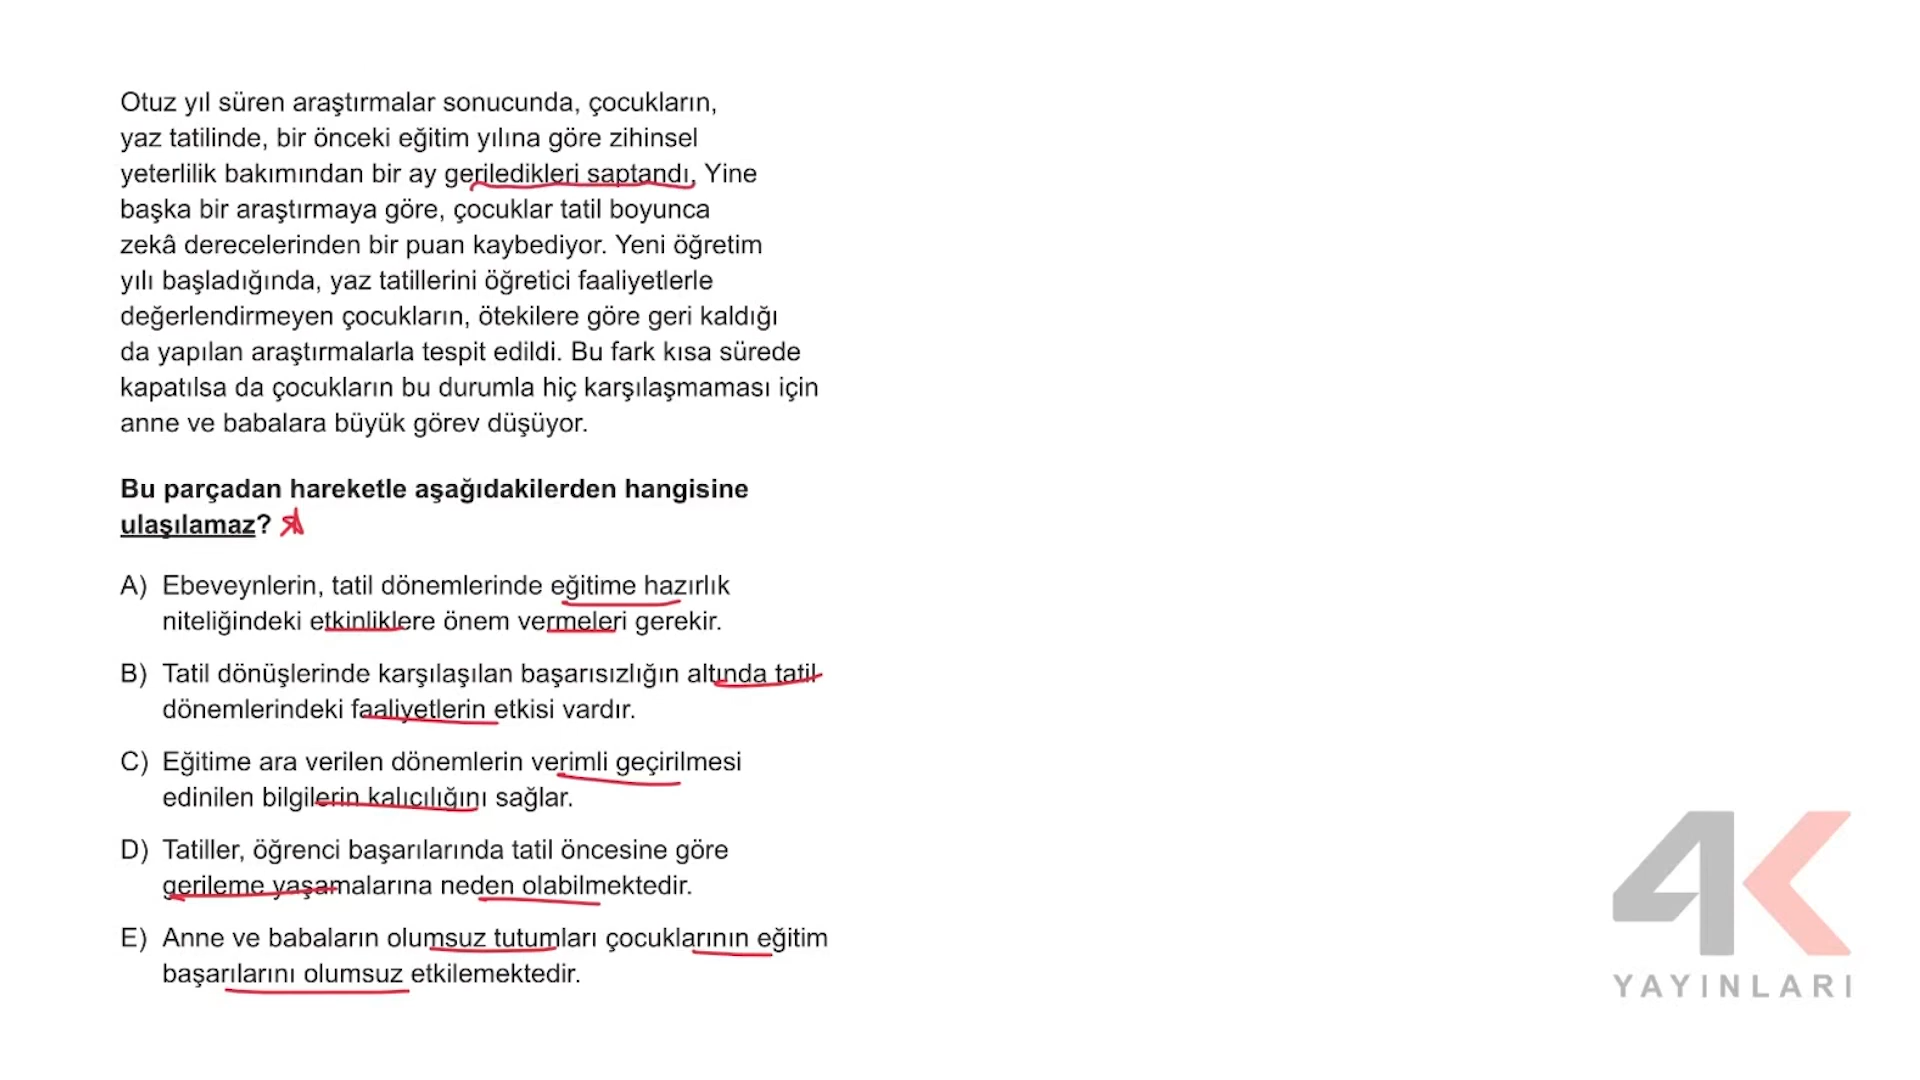 Otuz yıl süren araştırmalar sonucunda, çocukların,
yaz tatilinde, bir önceki eğitim yılına göre zihinsel
yeterlilik bakımından bir ay geriledikleri saptandı. Yine
başka bir araştırmaya göre, çocuklar tatil boyunca
zekâ derecelerinden bir puan kaybediyor. Yeni öğretim
yılı başladığında, yaz tatillerini öğretici faaliyetlerle
değerlendirmeyen çocukların, ötekilere göre geri kaldığı
da yapılan araştırmalarla tespit edildi. Bu fark kısa sürede
kapatılsa da çocukların bu durumla hiç karşılaşmaması için
anne ve babalara büyük görev düşüyor.
Bu parçadan hareketle aşağıdakilerden hangisine
ulaşılamaz?
A) Ebeveynlerin, tatil dönemlerinde eğitime hazırlık
niteliğindeki etkinliklere önem vermeleri gerekir.
B) Tatil dönüşlerinde karşılaşılan başarısızlığın altında tatil
dönemlerindeki faaliyetlerin etkisi vardır.
C) Eğitime ara verilen dönemlerin verimli geçirilmesi
edinilen bilgilerin kalıcılığını sağlar.
D) Tatiller, öğrenci başarılarında tatil öncesine göre
gerileme yaşamalarına neden olabilmektedir.
E) Anne ve babaların olumsuz tutumları çocuklarının eğitim
başarılarını olumsuz etkilemektedir.
4K
YAYINLARI